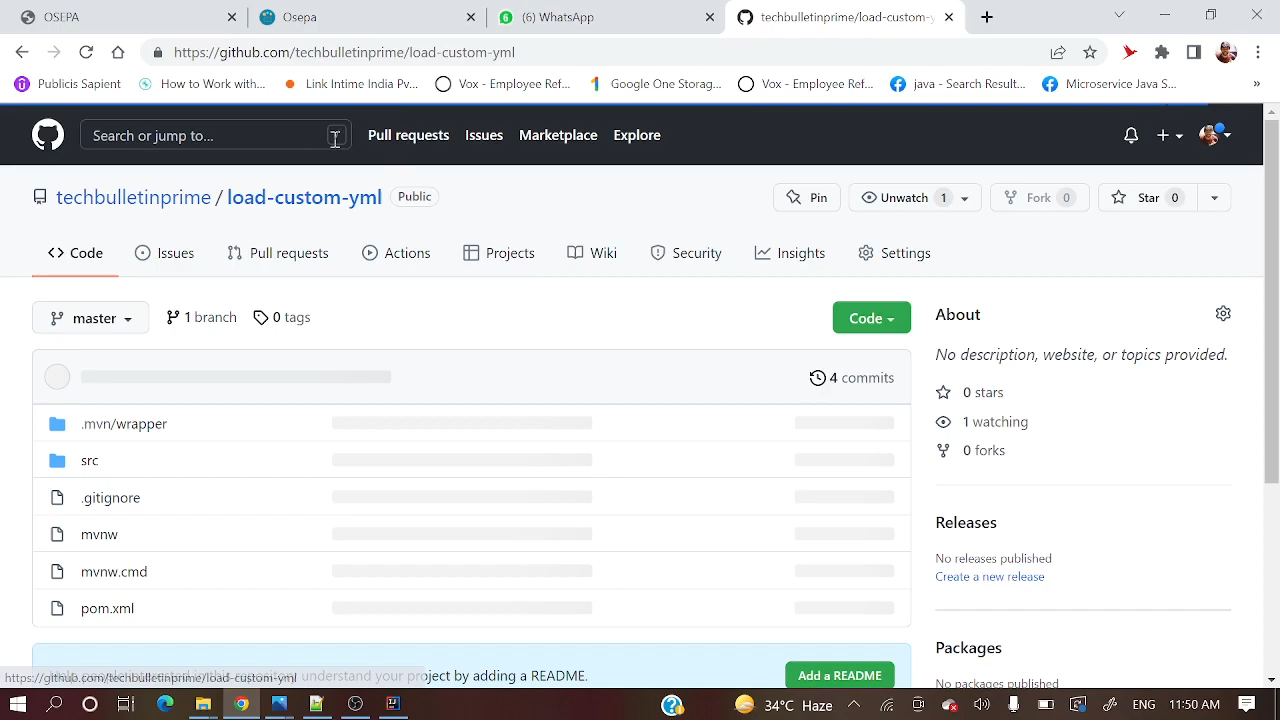 OSEPA
Osepa
(6) WhatsApp
techbulletinprime/load-custom-y
https://github.com/techbulletinprime/load-custom-yml
Publicis Sapient
How to Work with...
Link Intime India Pv...
Vox - Employee Ref...
Google One Storag...
Vox - Employee Ref...
java - Search Result...
Microservice Java S...
»
Search or jump to...
Pull requests
Issues
Marketplace
Explore
techbulletinprime / load-custom-yml
Public
Pin
Unwatch 1
Fork 0
Star 0
Code
Issues
Pull requests
Actions
Projects
Wiki
Security
Insights
Settings
master
1 branch
0 tags
Code
About
No description, website, or topics provided.
4 commits
0 stars
.mvn/wrapper
1 watching
src
0 forks
.gitignore
Releases
mvnw
No releases published
mvnw.cmd
Create a new release
pom.xml
Packages
understand your project by adding a README.
Add a README
No packages published
https://github.com/techbulletinprime/load-custom-yml
34°C Haze
ENG
11:50 AM